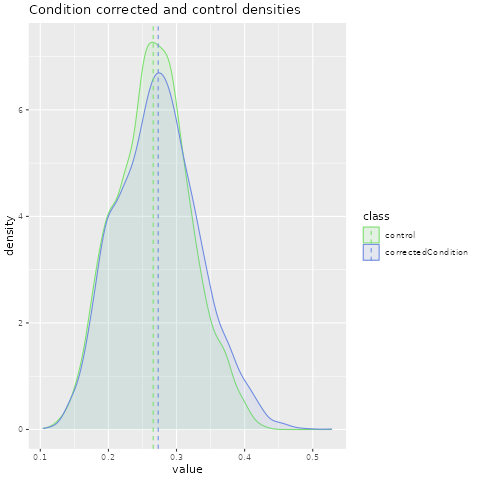 Condition corrected and control densities
6
4
2
0
density
0.1 0.2 0.3 0.4 0.5
value
class
control
correctedCondition